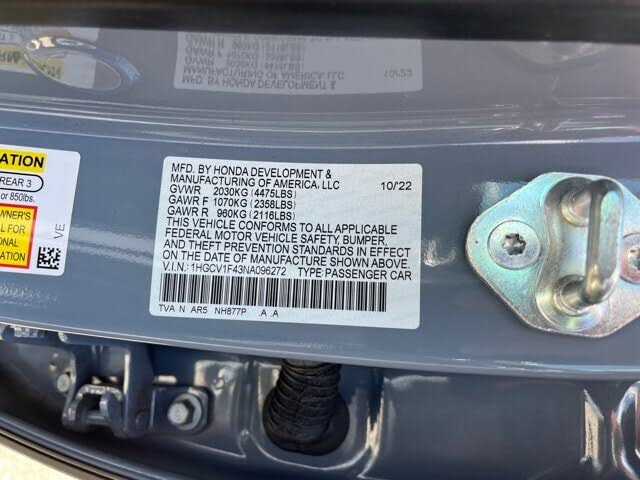 MFD. BY HONDA DEVELOPMENT &
MANUFACTURING OF AMERICA, LLC 10/22
GVWR 2030KG (4475LBS)
GAWR F 1070KG (2358LBS)
GAWR R 960KG (2116LBS)
THIS VEHICLE CONFORMS TO ALL APPLICABLE
FEDERAL MOTOR VEHICLE SAFETY, BUMPER,
AND THEFT PREVENTION STANDARDS IN EFFECT
ON THE DATE OF MANUFACTURE SHOWN ABOVE.
V.I.N.: 1HGCV1F43NA096272 TYPE: PASSENGER CAR
TVA N AR5 NH877P .A .A
ATION
REAR 3
or 850lbs.
WNER'S
L FOR
ONAL
ATION
VE